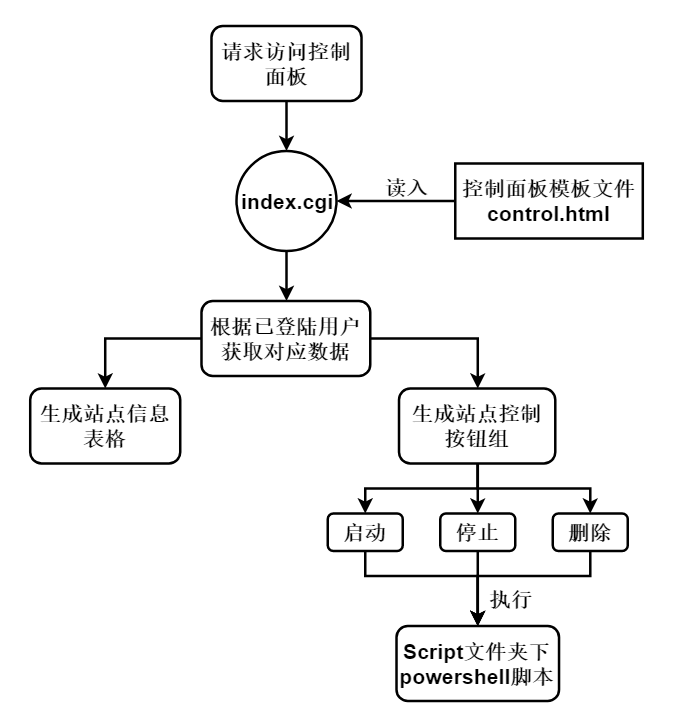 请求访问控制
面板
index.cgi
读入
控制面板模板文件
control.html
根据已登陆用户
获取对应数据
生成站点信息
表格
生成站点控制
按钮组
启动
停止
删除
执行
Script文件夹下
powershell脚本